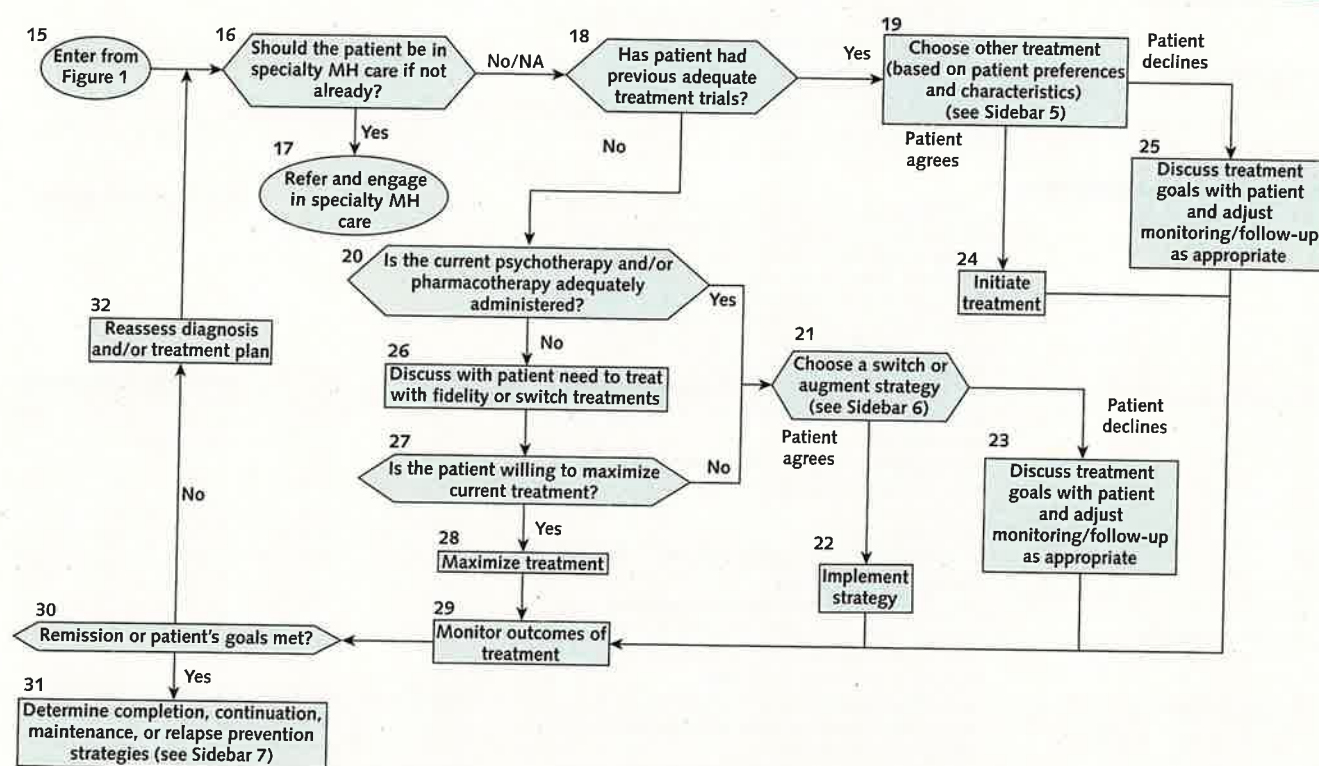 15
Enter from
Figure 1
16
Should the patient be in
specialty MH care if not
already?
No/NA
Yes
17
Refer and engage
in specialty MH
care
18
Has patient had
previous adequate
treatment trials?
Yes
No
19
Choose other treatment
(based on patient preferences
and characteristics)
(see Sidebar 5)
Patient
declines
Patient
agrees
25
Discuss treatment
goals with patient
and adjust
monitoring/follow-up
as appropriate
24
Initiate
treatment
20
Is the current psychotherapy and/or
pharmacotherapy adequately
administered?
Yes
No
26
Discuss with patient need to treat
with fidelity or switch treatments
27
Is the patient willing to maximize
current treatment?
No
Yes
21
Choose a switch or
augment strategy
(see Sidebar 6)
Patient
agrees
Patient
declines
23
Discuss treatment
goals with patient
and adjust
monitoring/follow-up
as appropriate
22
Implement
strategy
28
Maximize treatment
29
Monitor outcomes of
treatment
30
Remission or patient's goals met?
No
Yes
32
Reassess diagnosis
and/or treatment plan
31
Determine completion, continuation,
maintenance, or relapse prevention
strategies (see Sidebar 7)